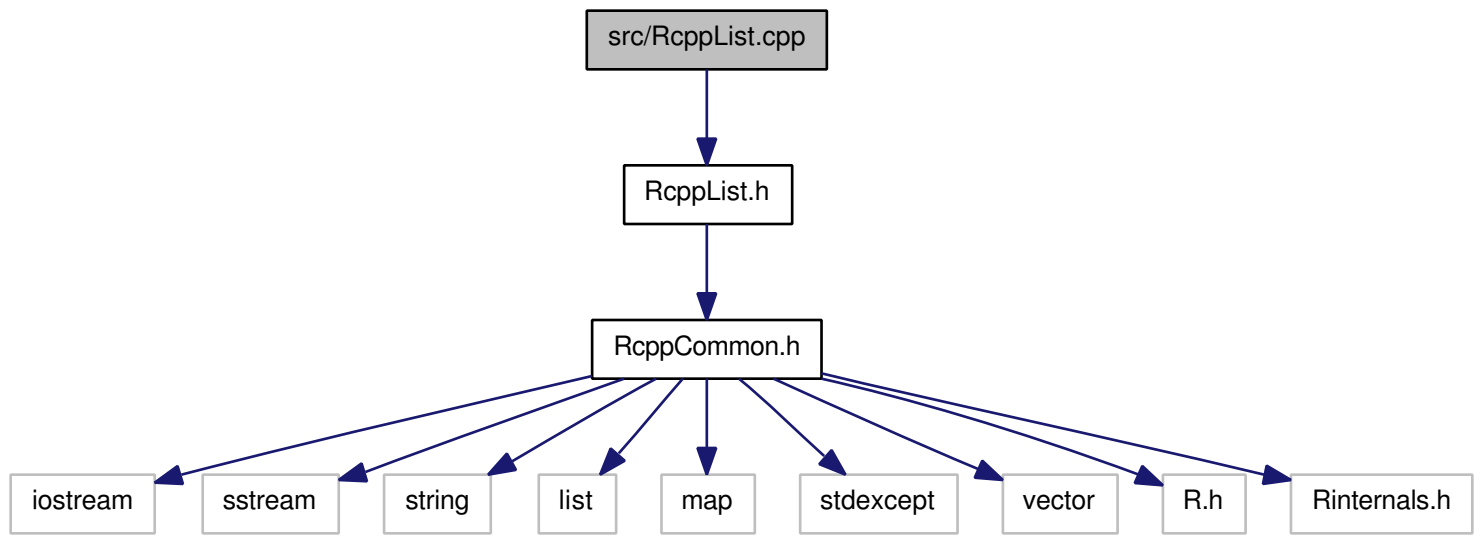 src/RcppList.cpp
RcppList.h
RcppCommon.h
iostream
sstream
string
list
map
stdexcept
vector
R.h
Rinternals.h